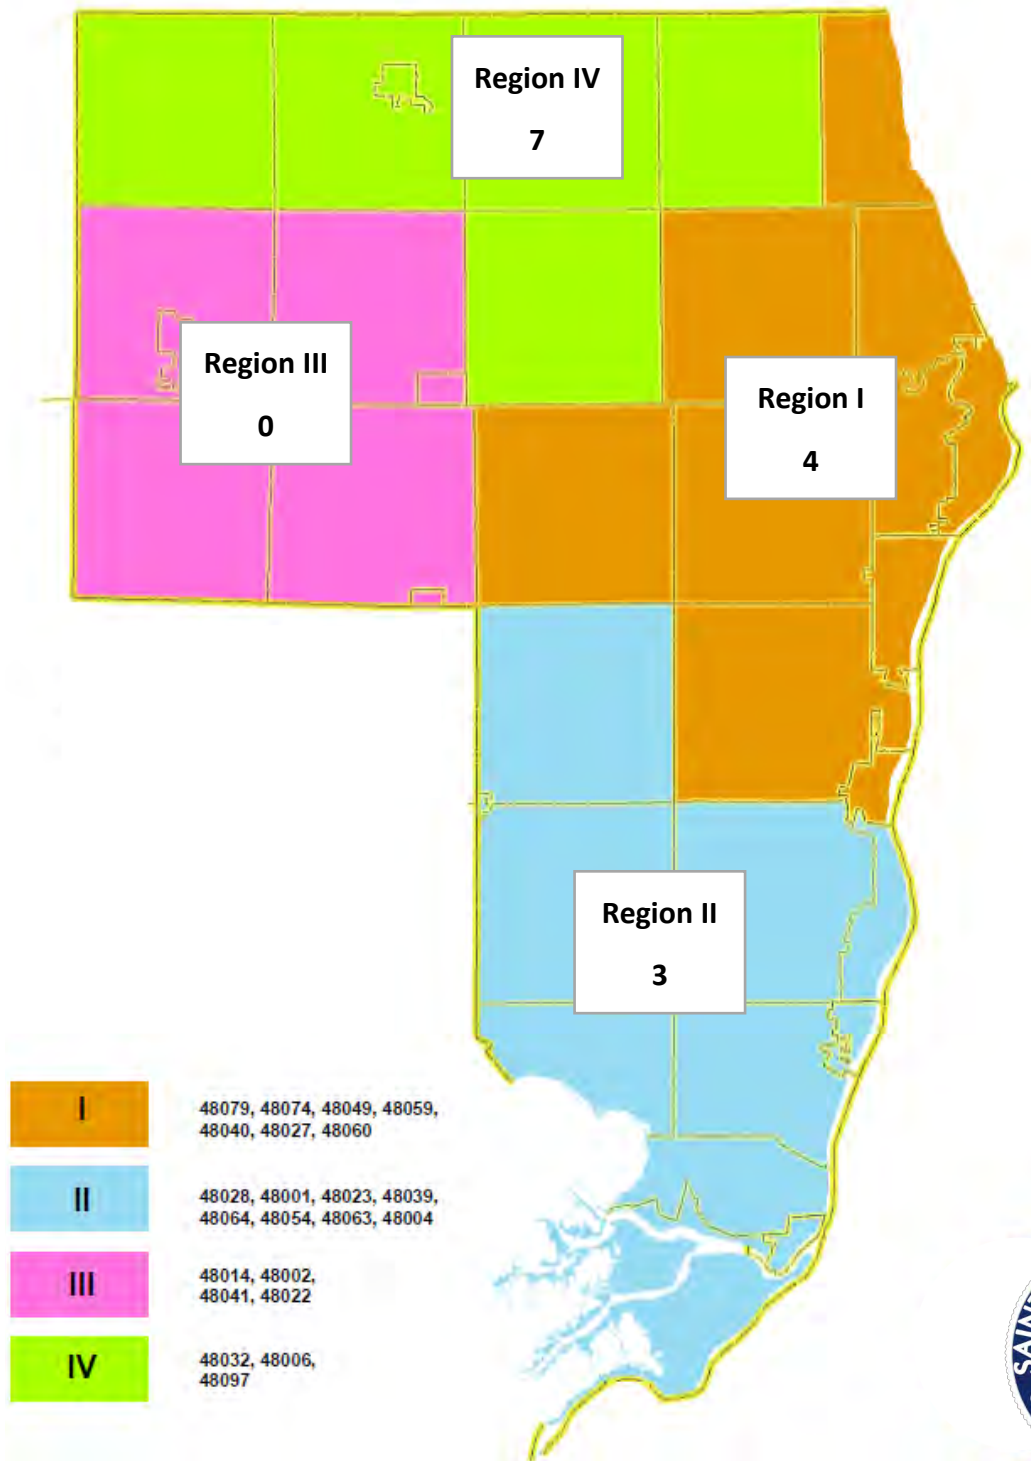 Region IV
7
Region III
0
Region I
4
Region II
3
I
48079, 48074, 48049, 48059,
48040, 48027, 48060
II
48028, 48001, 48023, 48039,
48064, 48054, 48063, 48004
III
48014, 48002,
48041, 48022
IV
48032, 48006,
48097
SAIN